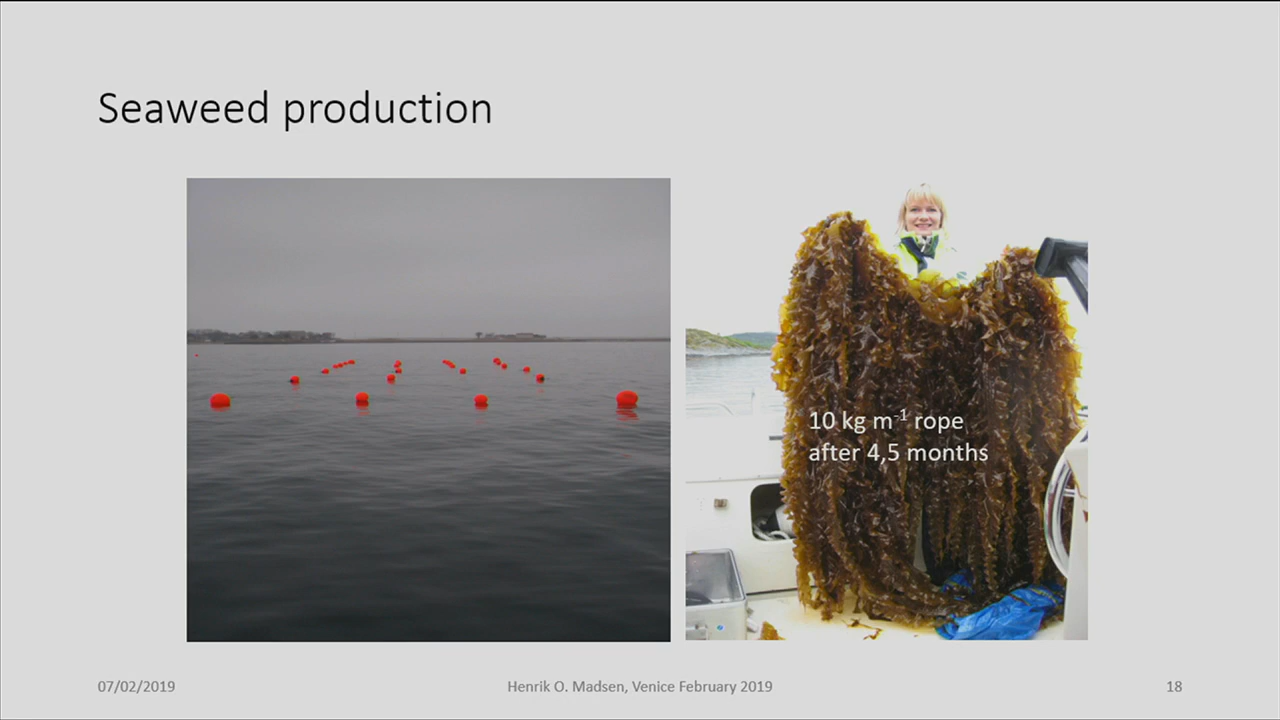 Seaweed production
10 kg m-1 rope
after 4,5 months
07/02/2019
Henrik O. Madsen, Venice February 2019
18